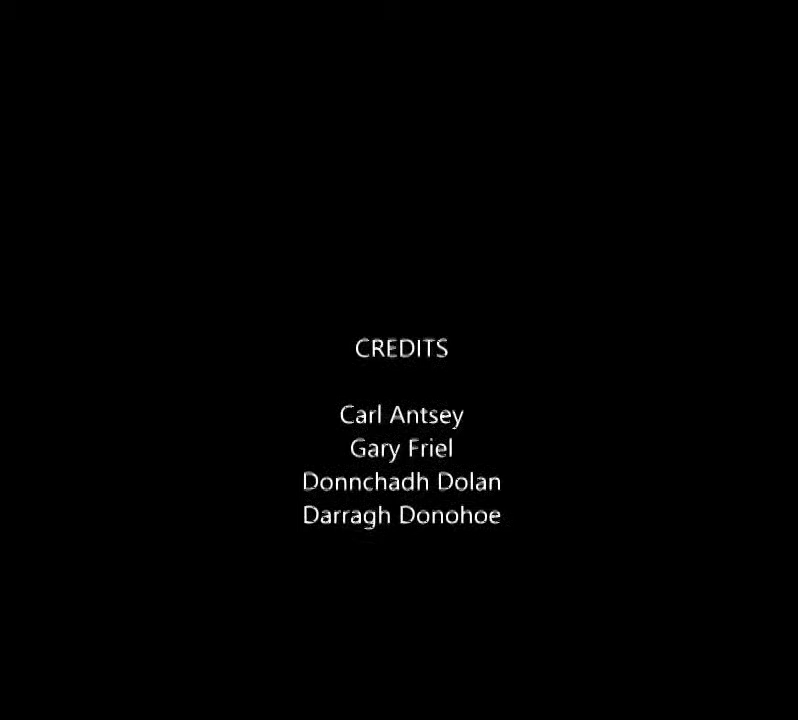 CREDITS
Carl Antsey
Gary Friel
Donnchadh Dolan
Darragh Donohoe